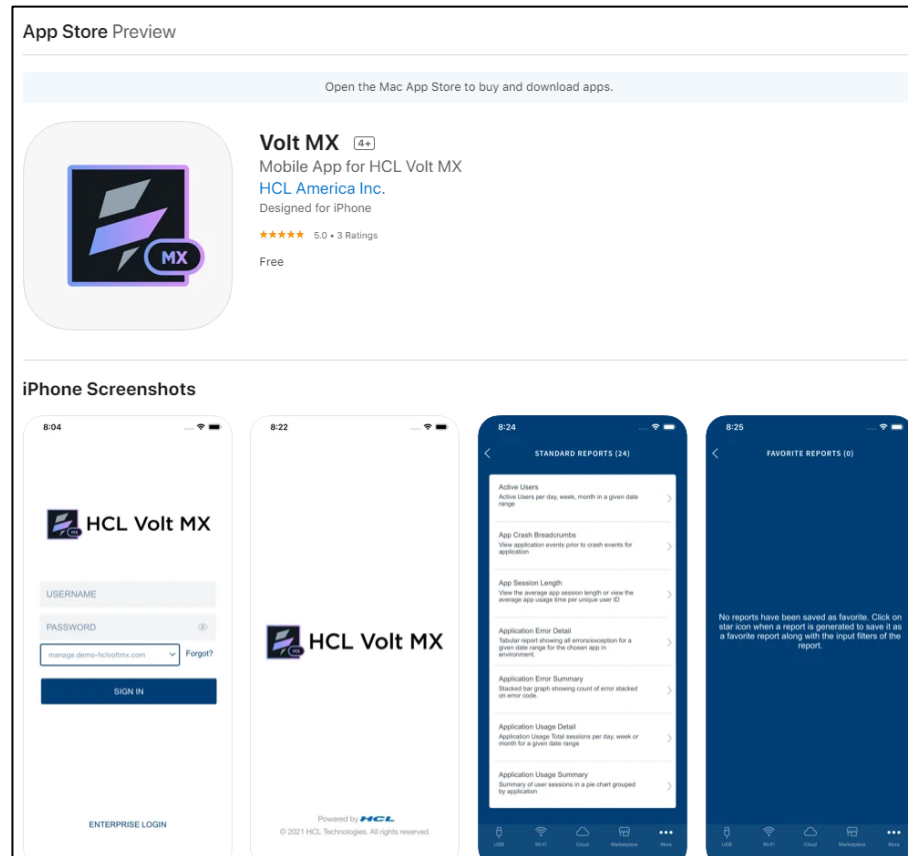 App Store Preview
Open the Mac App Store to buy and download apps.
MX
Volt MX 4+
Mobile App for HCL Volt MX
HCL America Inc.
Designed for iPhone
★★★★★ 5.0 • 3 Ratings
Free
iPhone Screenshots
8:04
HCL Volt MX
USERNAME
PASSWORD
manage.demo-hclvoltmx.com Forgot?
SIGN IN
ENTERPRISE LOGIN
8:22
HCL Volt MX
Powered by HCL
© 2021 HCL Technologies. All rights reserved.
8:24
STANDARD REPORTS (24)
Active Users
Active Users per day, week, month in a given date
range
App Crash Breadcrumbs
View application events prior to crash events for
application
App Session Length
View the average app session length or view the
average app usage time per unique user ID
Application Error Detail
Tabular report showing all errors/exception for a
given date range for the chosen app in
environment.
Application Error Summary
Stacked bar graph showing count of error stacked
on error code.
Application Usage Detail
Application Usage Total sessions per day, week or
month for a given date range
Application Usage Summary
Summary of user sessions in a pie chart grouped
by application
USB Wi-Fi Cloud Marketplace More
8:25
FAVORITE REPORTS (0)
No reports have been saved as favorite. Click on
star icon when a report is generated to save it as
a favorite report along with the input filters of the
report.
USB Wi-Fi Cloud Marketplace More